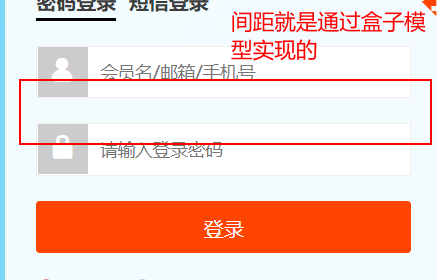 密码登录 短信登录
间距就是通过盒子模
型实现的
会员名/邮箱/手机号
请输入登录密码
登录